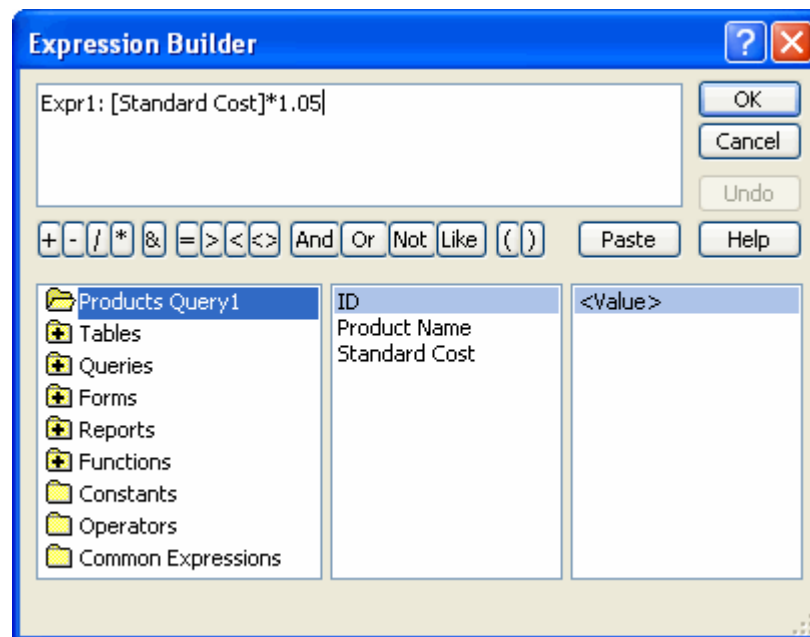 Expression Builder
?
X
Expr1: [Standard Cost]*1.05
OK
Cancel
Undo
+ - / * & = > < <> And Or Not Like ( ) Paste Help
Products Query1
Tables
Queries
Forms
Reports
Functions
Constants
Operators
Common Expressions
ID
Product Name
Standard Cost
<Value>